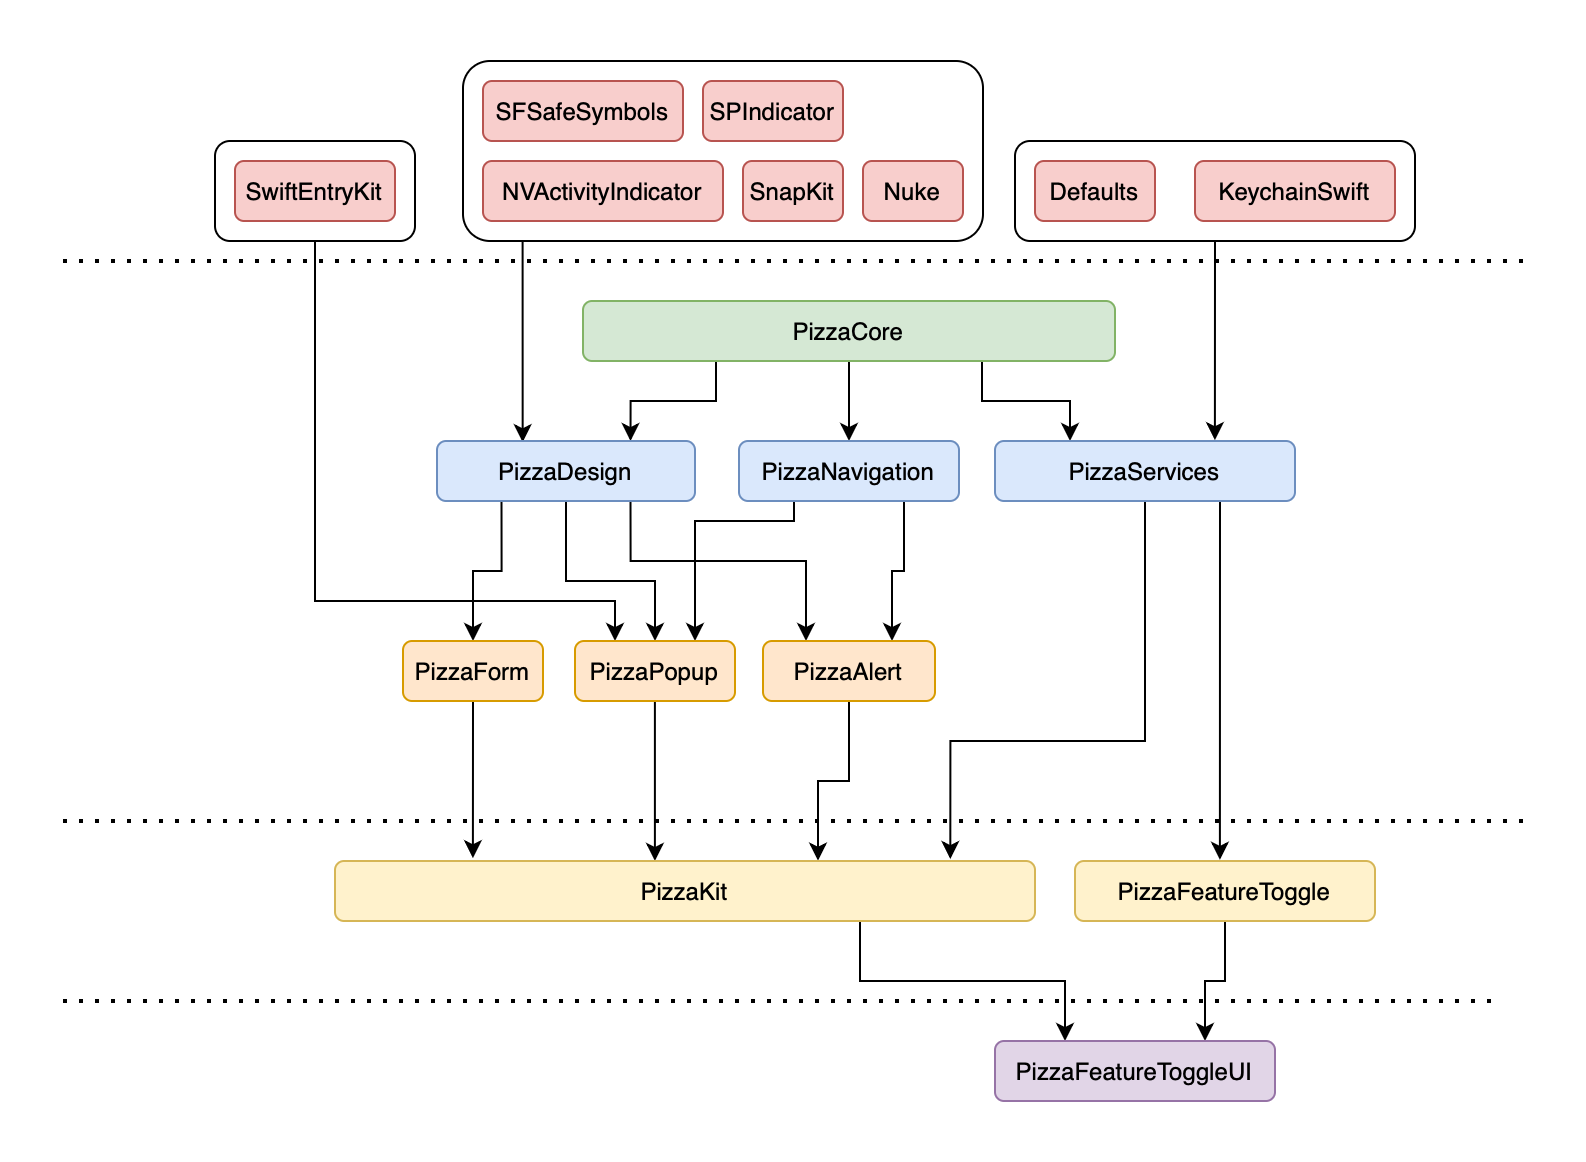 SFSafeSymbols SPIndicator
SwiftEntryKit NVActivityIndicator SnapKit Nuke Defaults KeychainSwift
PizzaCore
PizzaDesign PizzaNavigation PizzaServices
PizzaForm PizzaPopup PizzaAlert
PizzaKit PizzaFeatureToggle
PizzaFeatureToggleUI